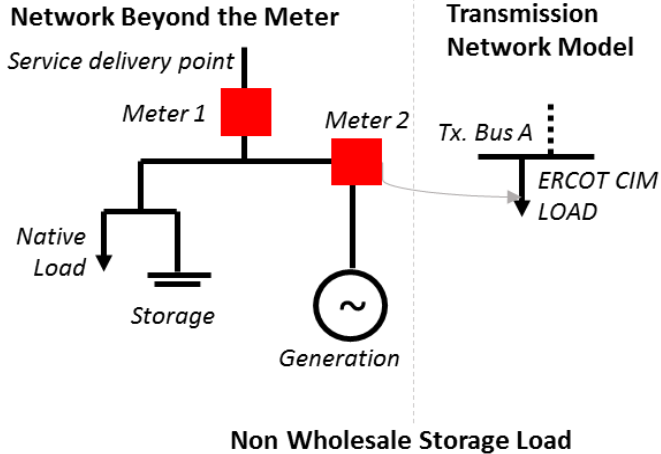 Network Beyond the Meter
Service delivery point
Meter 1
Meter 2
Native
Load
Storage
~
Generation
Transmission
Network Model
Tx. Bus A
ERCOT CIM
LOAD
Non Wholesale Storage Load